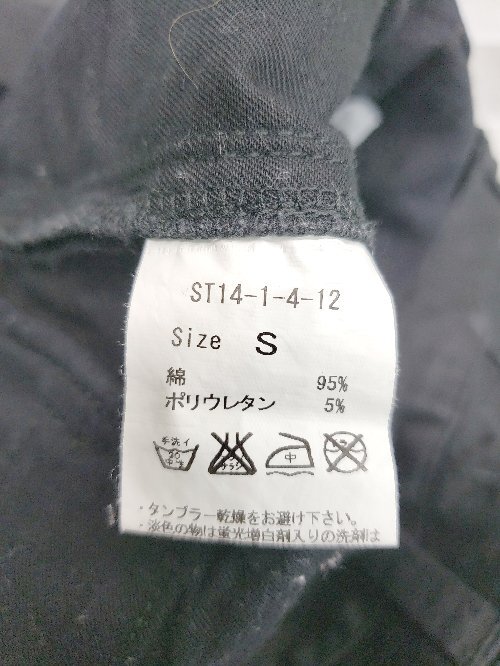 ST14-1-4-12
Size S
綿 95%
ポリウレタン 5%
手洗イ
中
・タンブラー乾燥をお避け下さい。
・淡色の物は蛍光増白剤入りの洗剤は